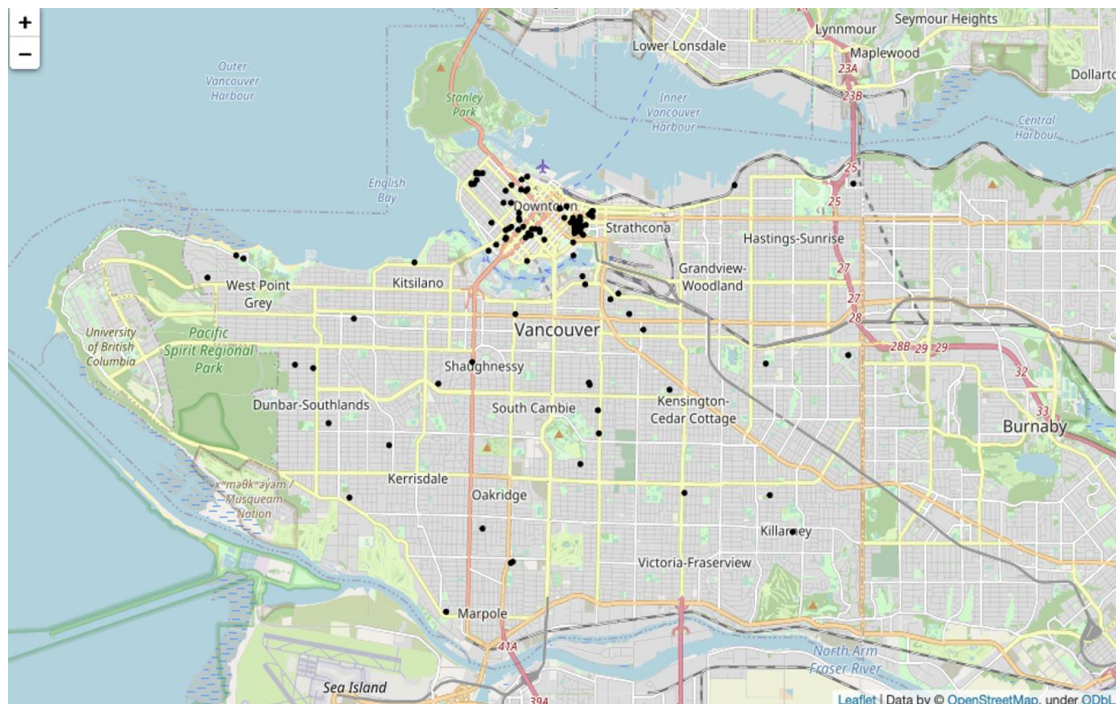 +
−
Lynnmour
Seymour Heights
Lower Lonsdale
Maplewood
23A
Dollarto
23B
Outer
Vancouver
Harbour
Stanley
Park
Inner
Vancouver
Harbour
Central
Harbour
25
English
Bay
25
Downtown
Strathcona
Hastings-Sunrise
Grandview-
Woodland
27
Kitsilano
West Point
Grey
27
28
University
of British
Columbia
Pacific
Spirit Regional
Park
Vancouver
28B
29
29
Shaughnessy
32
Dunbar-Southlands
South Cambie
Kensington-
Cedar Cottage
33
Burnaby
Kerrisdale
xʷməθkʷəy̓əm /
Musqueam
Nation
Oakridge
Killarney
Victoria-Fraserview
Marpole
41A
North Arm
Fraser River
Sea Island
39A
Leaflet | Data by © OpenStreetMap, under ODbL